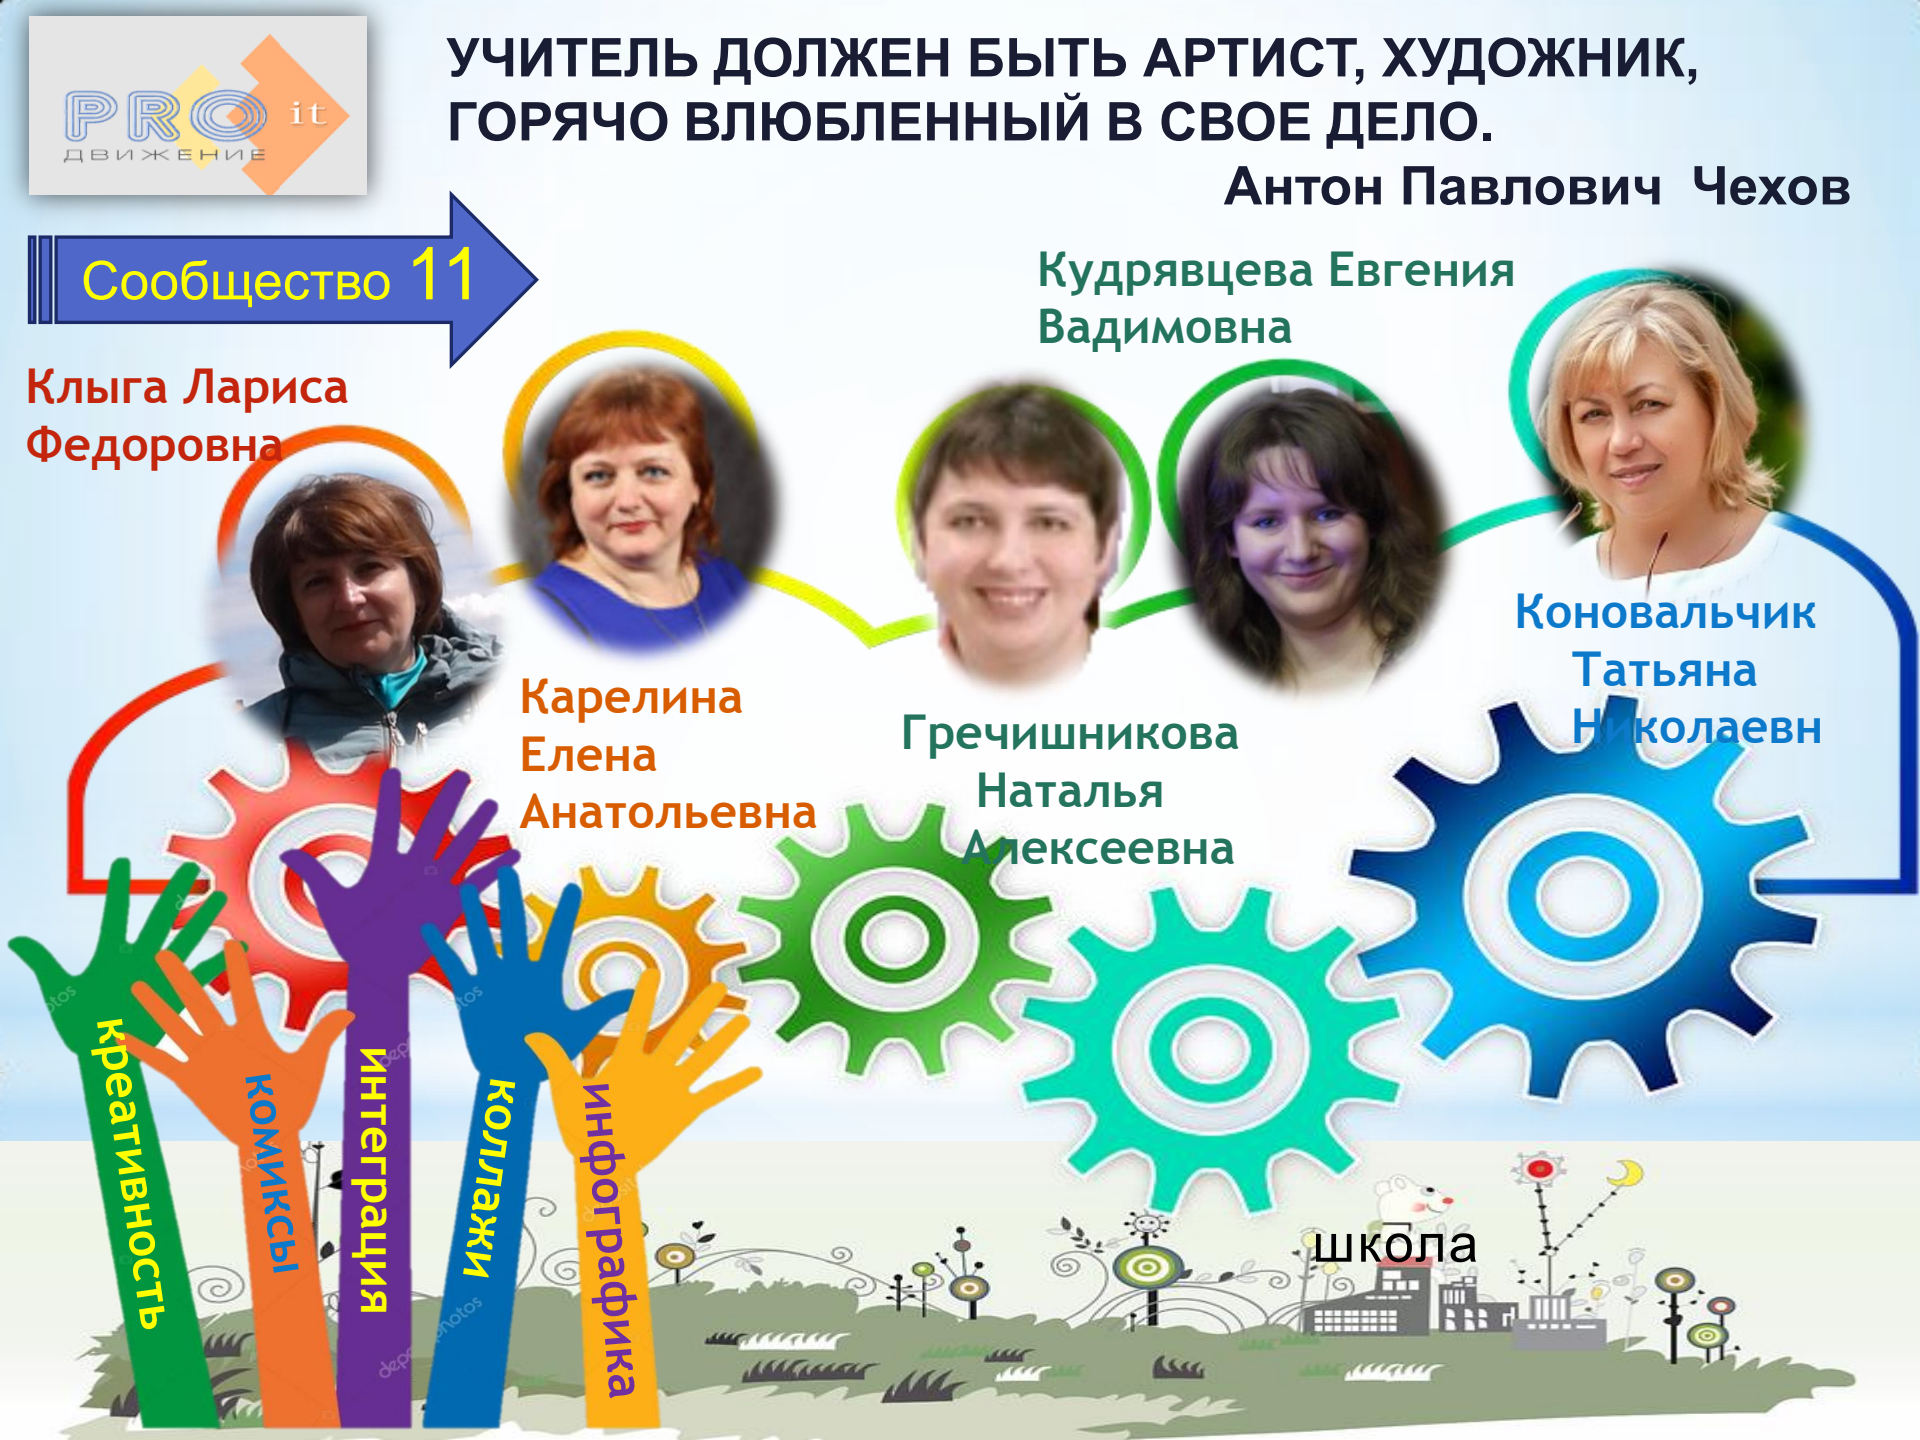 УЧИТЕЛЬ ДОЛЖЕН БЫТЬ АРТИСТ, ХУДОЖНИК,
ГОРЯЧО ВЛЮБЛЕННЫЙ В СВОЕ ДЕЛО.
Антон Павлович Чехов
PRO it
ДВИЖЕНИЕ
Сообщество 11
Клыга Лариса
Федоровна
Кудрявцева Евгения
Вадимовна
Карелина
Елена
Анатольевна
Гречишникова
Наталья
Алексеевна
Коновальчик
Татьяна
Николаевн
креативность
комиксы
интеграция
коллажи
инфографика
школа